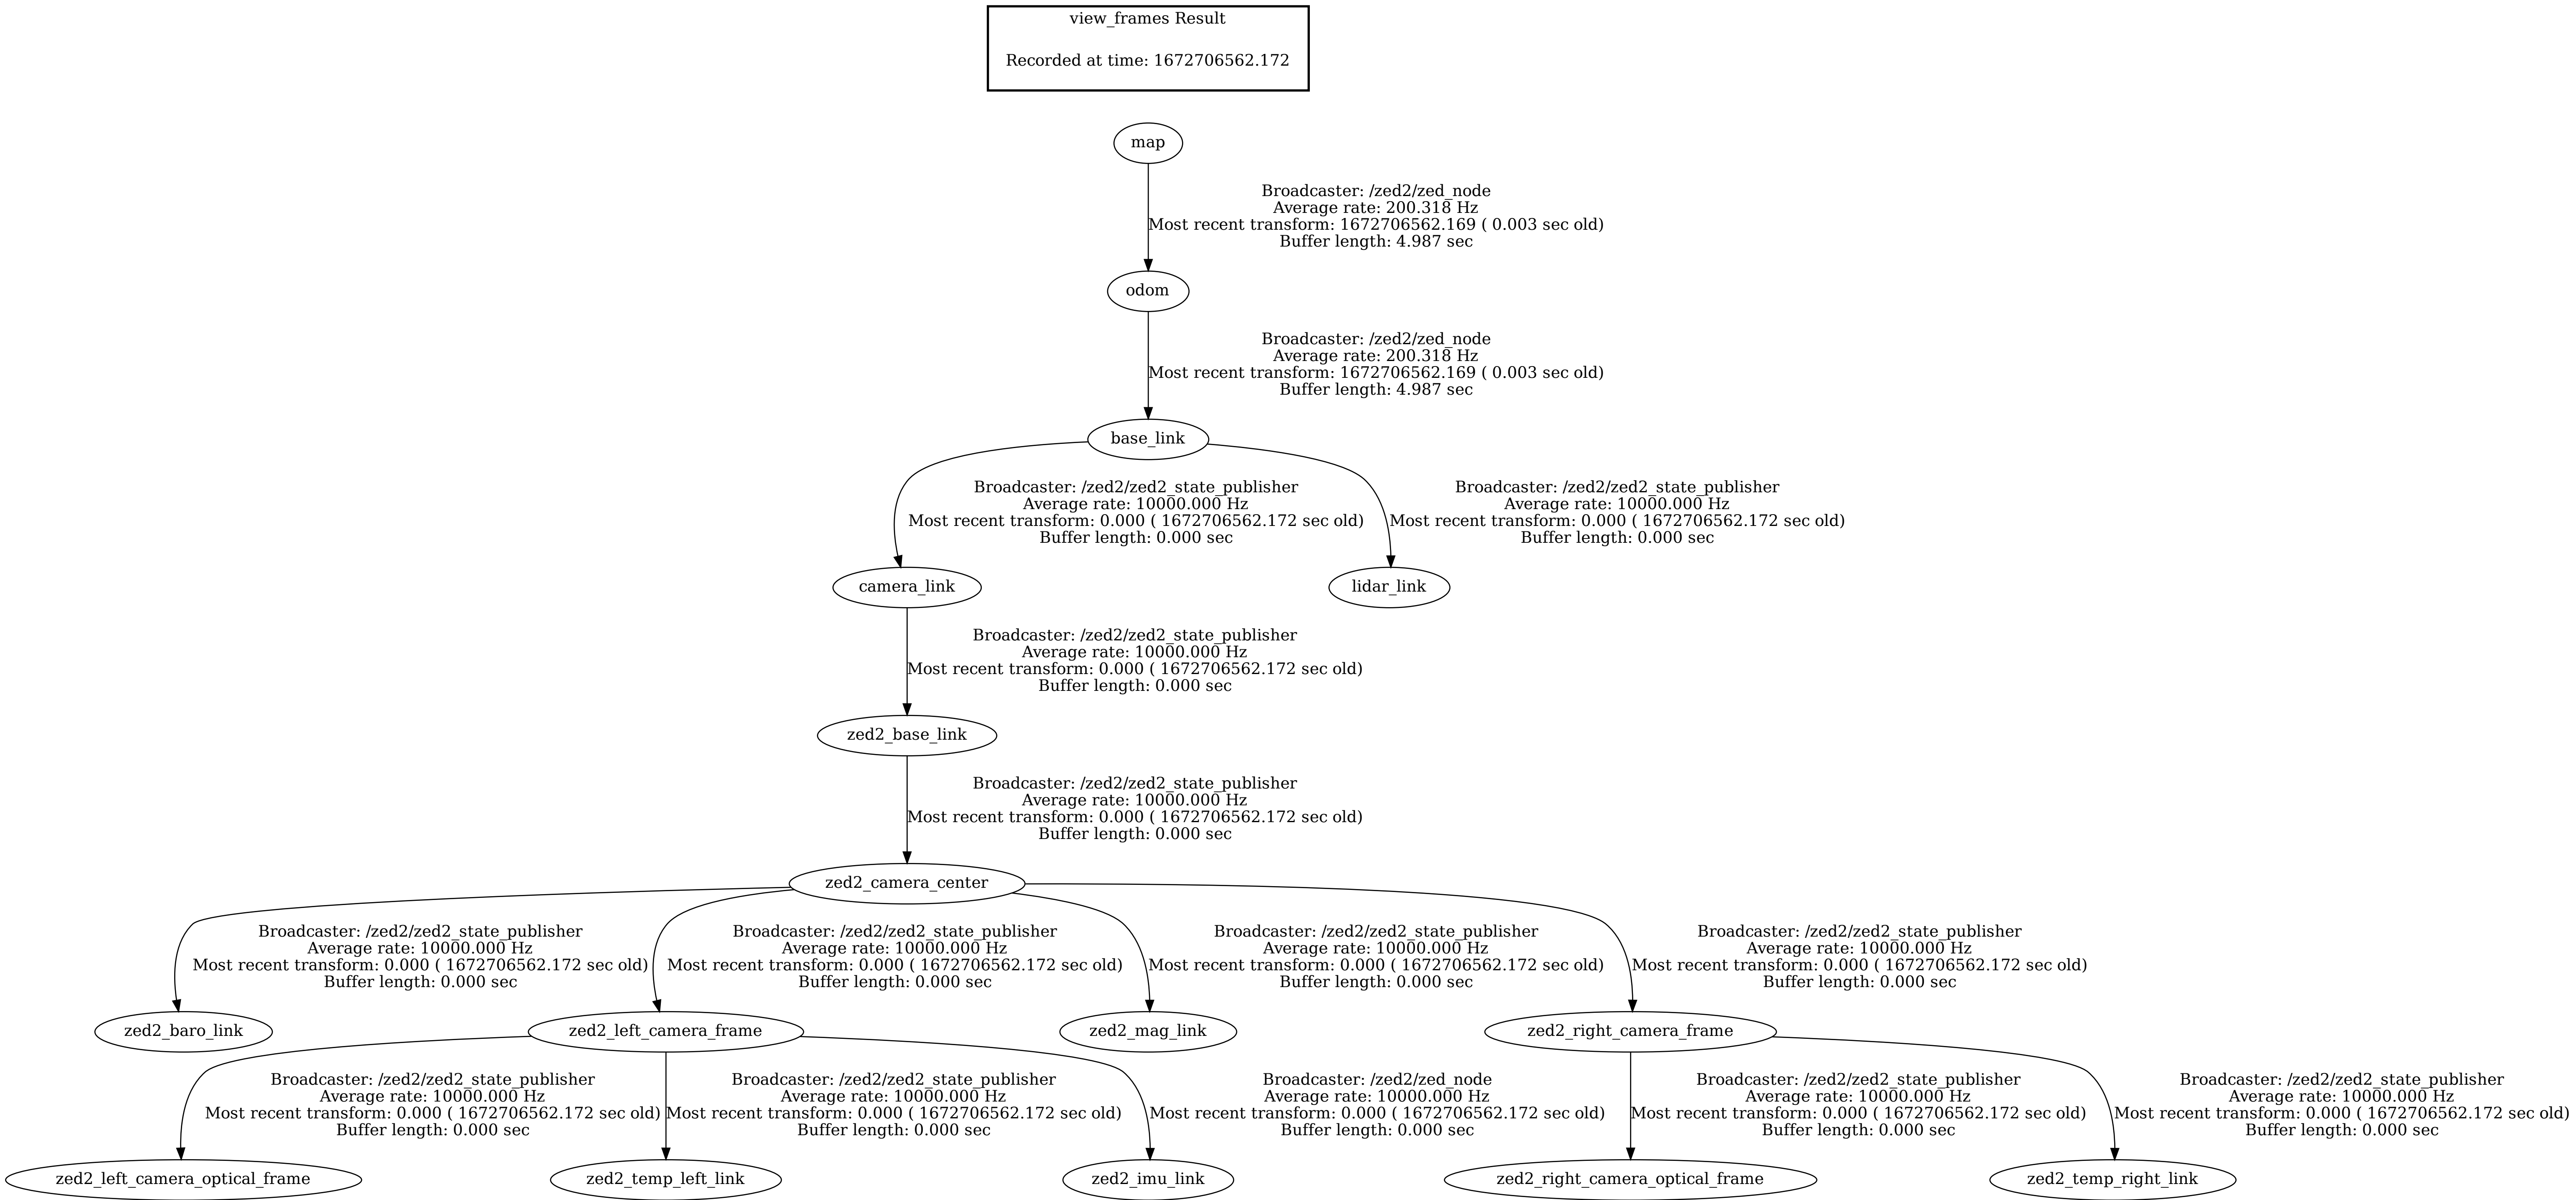 view_frames Result
Recorded at time: 1672706562.172
map
Broadcaster: /zed2/zed_node
Average rate: 200.318 Hz
Most recent transform: 1672706562.169 ( 0.003 sec old)
Buffer length: 4.987 sec
odom
Broadcaster: /zed2/zed_node
Average rate: 200.318 Hz
Most recent transform: 1672706562.169 ( 0.003 sec old)
Buffer length: 4.987 sec
base_link
Broadcaster: /zed2/zed2_state_publisher
Average rate: 10000.000 Hz
Most recent transform: 0.000 ( 1672706562.172 sec old)
Buffer length: 0.000 sec
Broadcaster: /zed2/zed2_state_publisher
Average rate: 10000.000 Hz
Most recent transform: 0.000 ( 1672706562.172 sec old)
Buffer length: 0.000 sec
camera_link
lidar_link
Broadcaster: /zed2/zed2_state_publisher
Average rate: 10000.000 Hz
Most recent transform: 0.000 ( 1672706562.172 sec old)
Buffer length: 0.000 sec
zed2_base_link
Broadcaster: /zed2/zed2_state_publisher
Average rate: 10000.000 Hz
Most recent transform: 0.000 ( 1672706562.172 sec old)
Buffer length: 0.000 sec
zed2_camera_center
Broadcaster: /zed2/zed2_state_publisher
Average rate: 10000.000 Hz
Most recent transform: 0.000 ( 1672706562.172 sec old)
Buffer length: 0.000 sec
Broadcaster: /zed2/zed2_state_publisher
Average rate: 10000.000 Hz
Most recent transform: 0.000 ( 1672706562.172 sec old)
Buffer length: 0.000 sec
Broadcaster: /zed2/zed2_state_publisher
Average rate: 10000.000 Hz
Most recent transform: 0.000 ( 1672706562.172 sec old)
Buffer length: 0.000 sec
Broadcaster: /zed2/zed2_state_publisher
Average rate: 10000.000 Hz
Most recent transform: 0.000 ( 1672706562.172 sec old)
Buffer length: 0.000 sec
zed2_baro_link
zed2_left_camera_frame
zed2_mag_link
zed2_right_camera_frame
Broadcaster: /zed2/zed2_state_publisher
Average rate: 10000.000 Hz
Most recent transform: 0.000 ( 1672706562.172 sec old)
Buffer length: 0.000 sec
Broadcaster: /zed2/zed2_state_publisher
Average rate: 10000.000 Hz
Most recent transform: 0.000 ( 1672706562.172 sec old)
Buffer length: 0.000 sec
Broadcaster: /zed2/zed_node
Average rate: 10000.000 Hz
Most recent transform: 0.000 ( 1672706562.172 sec old)
Buffer length: 0.000 sec
Broadcaster: /zed2/zed2_state_publisher
Average rate: 10000.000 Hz
Most recent transform: 0.000 ( 1672706562.172 sec old)
Buffer length: 0.000 sec
Broadcaster: /zed2/zed2_state_publisher
Average rate: 10000.000 Hz
Most recent transform: 0.000 ( 1672706562.172 sec old)
Buffer length: 0.000 sec
zed2_left_camera_optical_frame
zed2_temp_left_link
zed2_imu_link
zed2_right_camera_optical_frame
zed2_temp_right_link